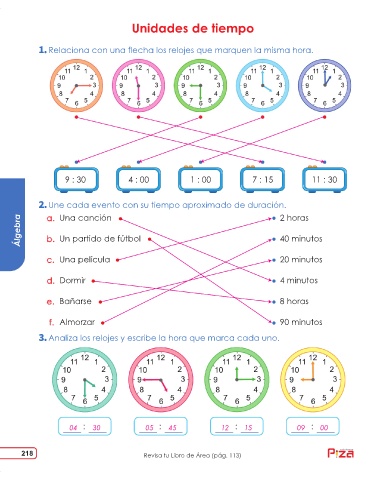 Unidades de tiempo
1. Relaciona con una flecha los relojes que marquen la misma hora.
12 1 2 3 4 5 6 7 8 9 10 11
12 1 2 3 4 5 6 7 8 9 10 11
12 1 2 3 4 5 6 7 8 9 10 11
12 1 2 3 4 5 6 7 8 9 10 11
12 1 2 3 4 5 6 7 8 9 10 11
9 : 30 4 : 00 1 : 00 7 : 15 11 : 30
2. Une cada evento con su tiempo aproximado de duración.
a. Una canción 2 horas
b. Un partido de fútbol 40 minutos
c. Una película 20 minutos
d. Dormir 4 minutos
e. Bañarse 8 horas
f. Almorzar 90 minutos
Álgebra
3. Analiza los relojes y escribe la hora que marca cada uno.
12 1 2 3 4 5 6 7 8 9 10 11
12 1 2 3 4 5 6 7 8 9 10 11
12 1 2 3 4 5 6 7 8 9 10 11
12 1 2 3 4 5 6 7 8 9 10 11
04 : 30 05 : 45 12 : 15 09 : 00
218 Revisa tu Libro de Área (pág. 113) Piza